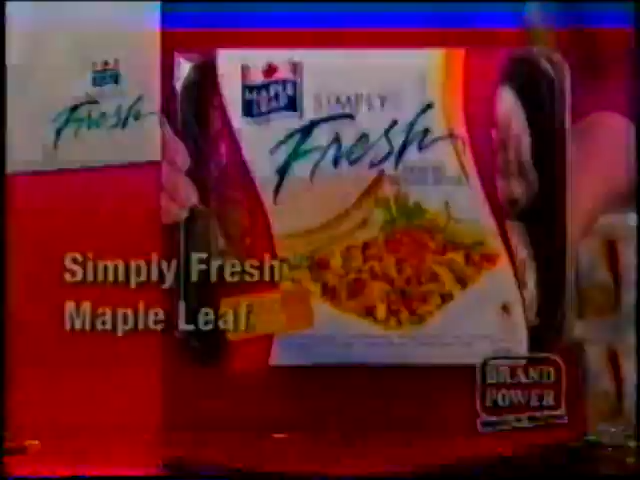 Fresh
MAPLE
LEAF
SIMPLY
Fresh
Simply Fresh
Maple Leaf
BRAND
POWER